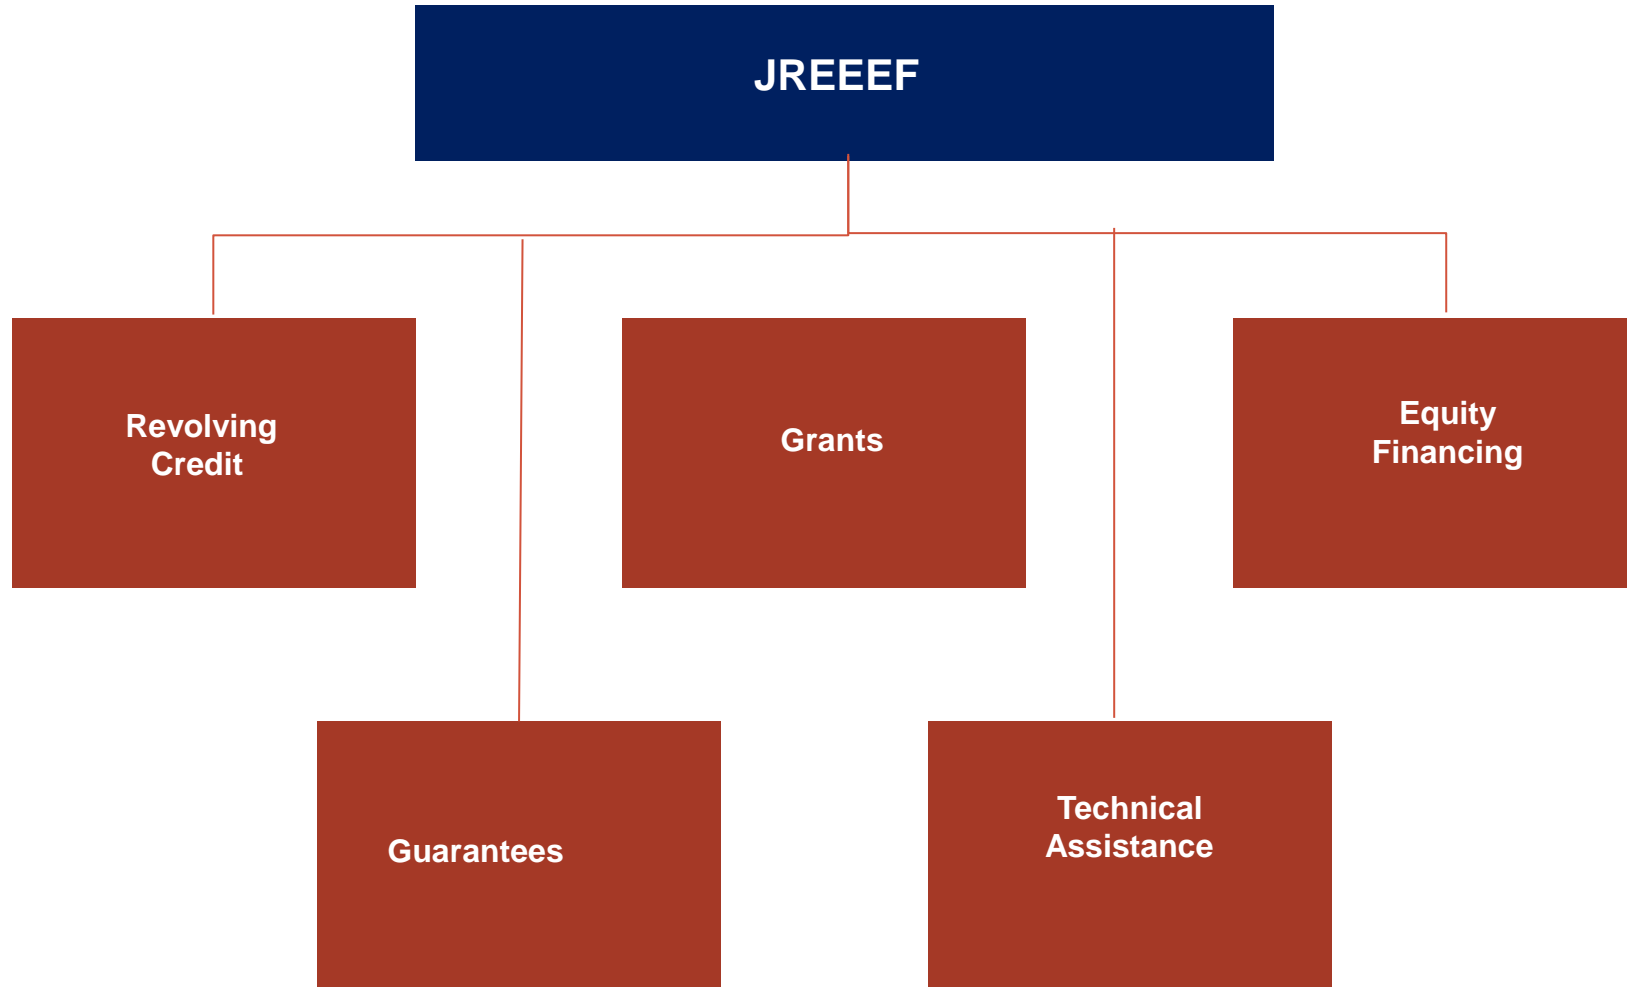 JREEEF
Revolving
Credit
Grants
Equity
Financing
Guarantees
Technical
Assistance